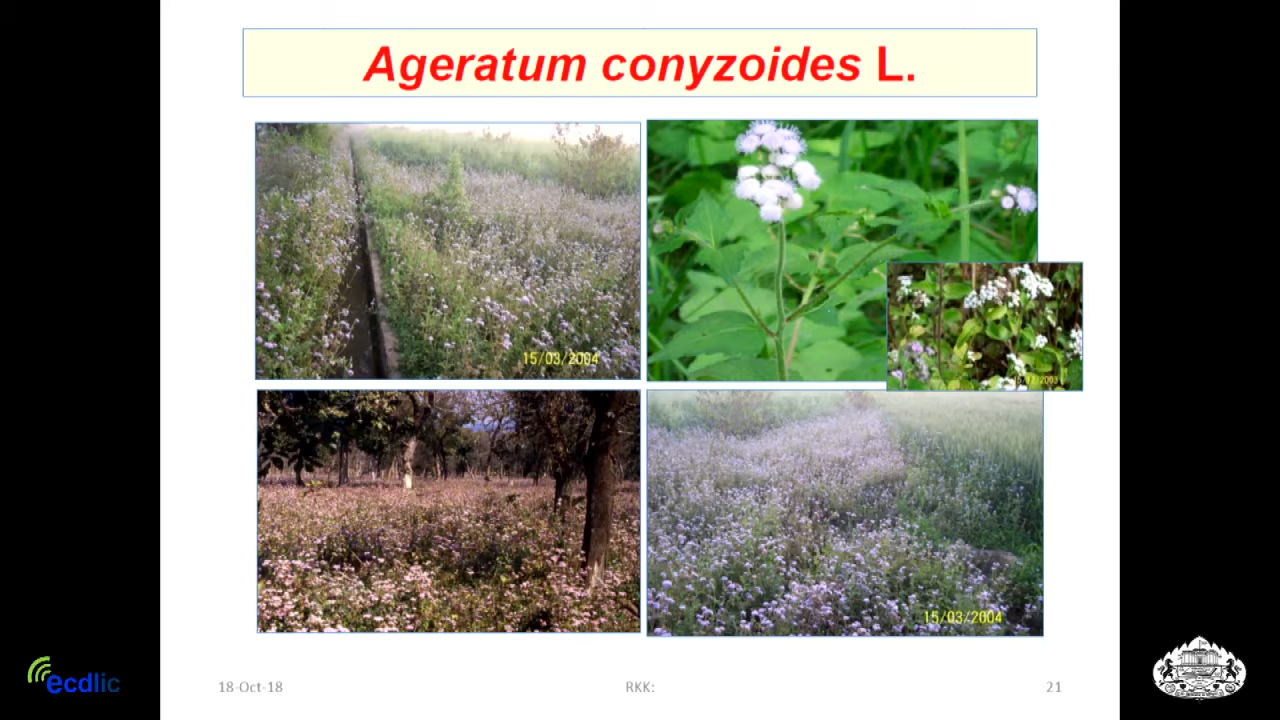 Ageratum conyzoides L.
15/03/2004
15/03/2004
ecdlic
18-Oct-18
RKK:
21